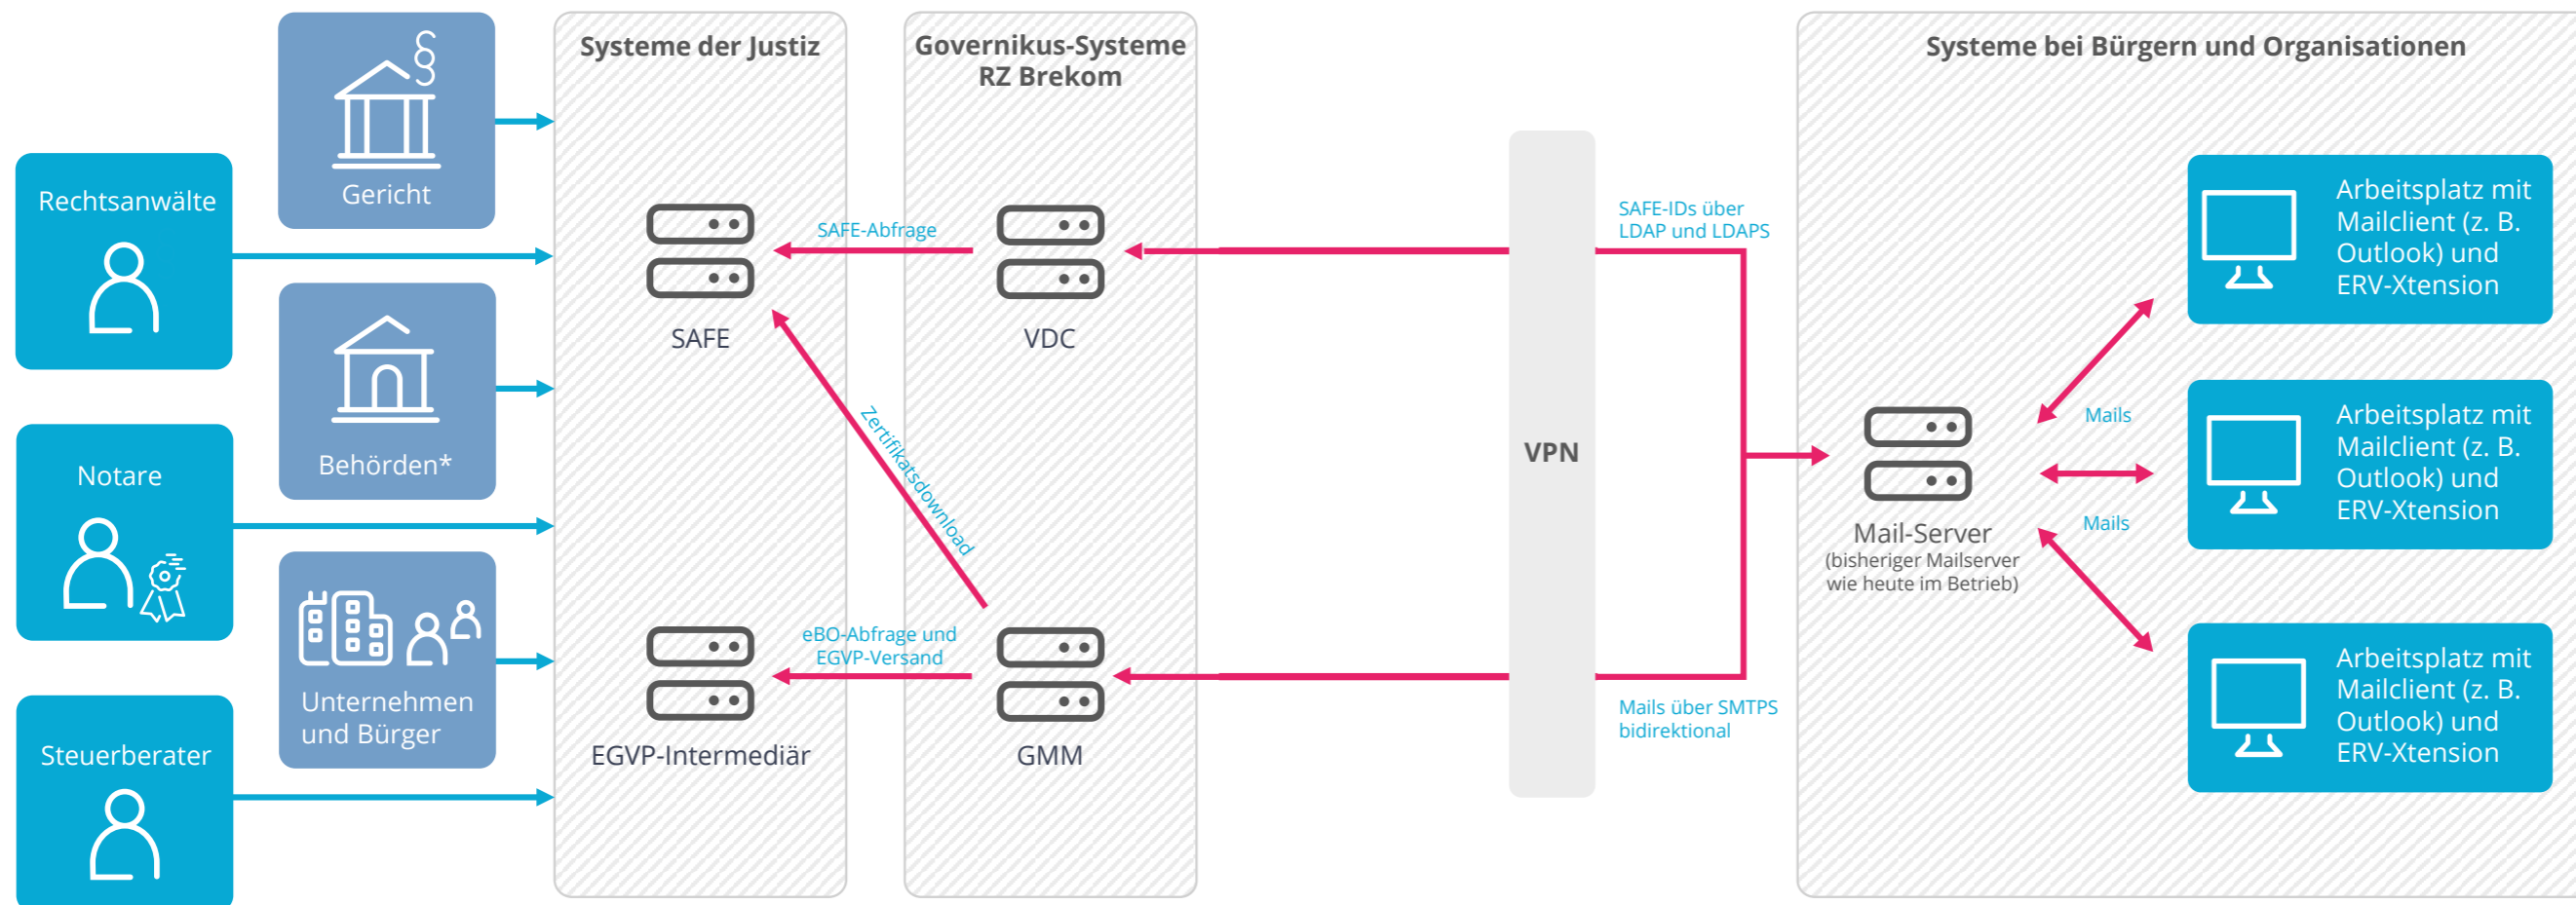 Rechtsanwälte
Notare
Steuerberater
§
Gericht
Behörden*
Unternehmen
und Bürger
Systeme der Justiz
SAFE
EGVP-Intermediär
SAFE-Abfrage
Zertifikatsdownload
eBO-Abfrage und
EGVP-Versand
Governikus-Systeme
RZ Brekom
VDC
GMM
VPN
SAFE-IDs über
LDAP und LDAPS
Mails über SMTPS
bidirektional
Systeme bei Bürgern und Organisationen
Mail-Server
(bisheriger Mailserver
wie heute im Betrieb)
Mails
Mails
Arbeitsplatz mit
Mailclient (z. B.
Outlook) und
ERV-Xtension
Arbeitsplatz mit
Mailclient (z. B.
Outlook) und
ERV-Xtension
Arbeitsplatz mit
Mailclient (z. B.
Outlook) und
ERV-Xtension